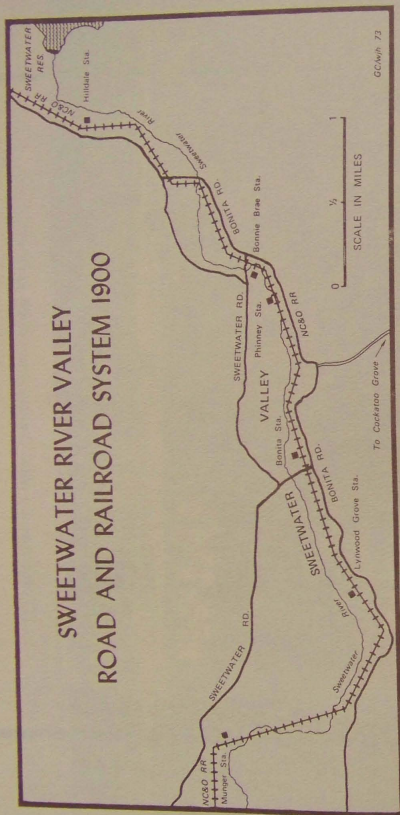 SWEETWATER RIVER VALLEY
ROAD AND RAILROAD SYSTEM 1900
NC&O RR
Munger Sta.
SWEETWATER
RD.
Sweetwater
River
Lynwood Grove Sta.
BONITA RD.
SWEETWATER
VALLEY
Bonita Sta.
SWEETWATER RD.
Phinney Sta.
NC&O RR
Bonnie Brae Sta.
BONITA RD.
Sweetwater
River
Hilldale Sta.
NC&O RR
SWEETWATER
RES
To Cockatoo Grove
0 ½ 1
SCALE IN MILES
GC/wjh 73